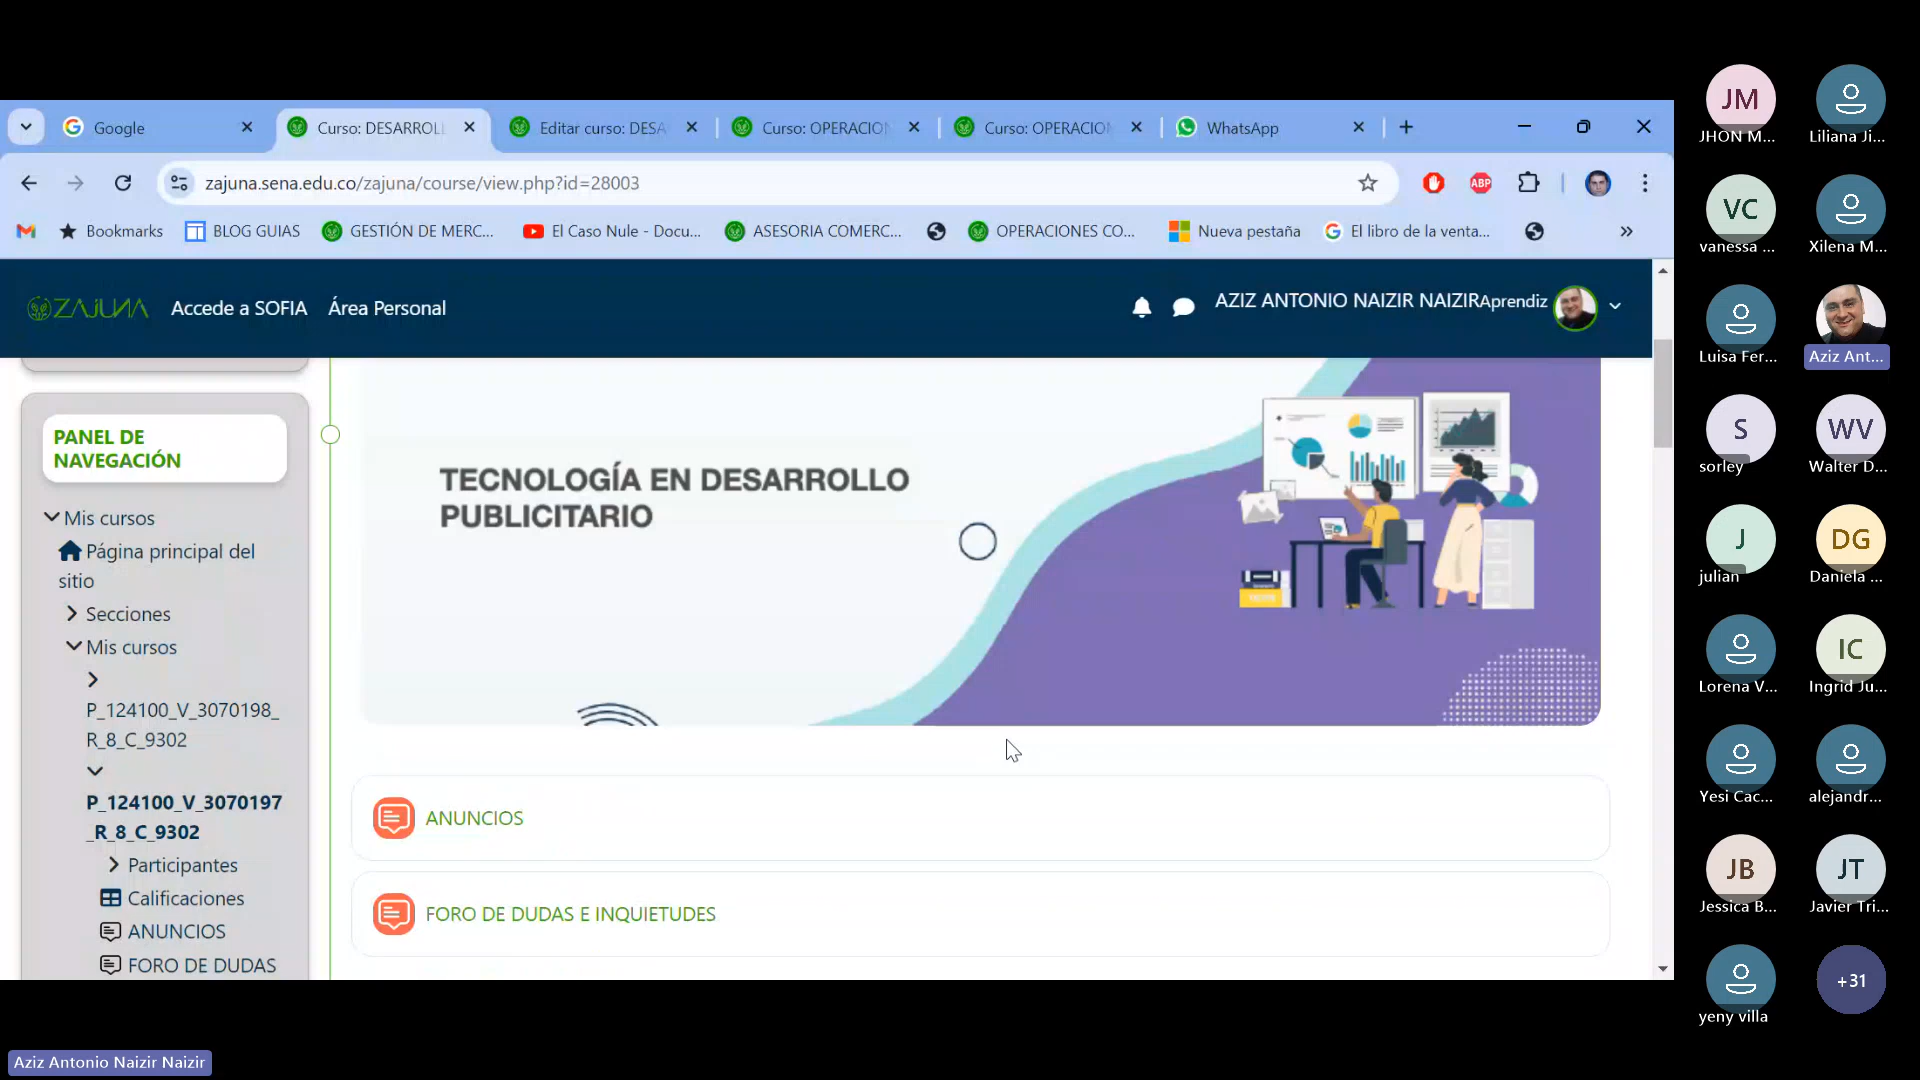 Google
Curso: DESARROL
Editar curso: DESA
Curso: OPERACION
Curso: OPERACION
WhatsApp
zajuna.sena.edu.co/zajuna/course/view.php?id=28003
ABP
Bookmarks
BLOG GUIAS
GESTIÓN DE MERC...
El Caso Nule - Docu...
ASESORIA COMERC...
OPERACIONES CO...
Nueva pestaña
El libro de la venta...
ZAJUNA
Accede a SOFIA
Área Personal
AZIZ ANTONIO NAIZIR NAIZIRAprendiz
PANEL DE
NAVEGACIÓN
Mis cursos
Página principal del
sitio
Secciones
Mis cursos
P_124100_V_3070198_
R_8_C_9302
P_124100_V_3070197
_R_8_C_9302
Participantes
Calificaciones
ANUNCIOS
FORO DE DUDAS
TECNOLOGÍA EN DESARROLLO
PUBLICITARIO
ANUNCIOS
FORO DE DUDAS E INQUIETUDES
JM
JHON M...
Liliana Ji...
VC
vanessa ...
Xilena M...
Luisa Fer...
Aziz Ant...
S
sorley
WV
Walter D...
J
julian
DG
Daniela ...
Lorena V...
IC
Ingrid Ju...
Yesi Cac...
alejandr...
JB
Jessica B...
JT
Javier Tri...
yeny villa
+31
Aziz Antonio Naizir Naizir